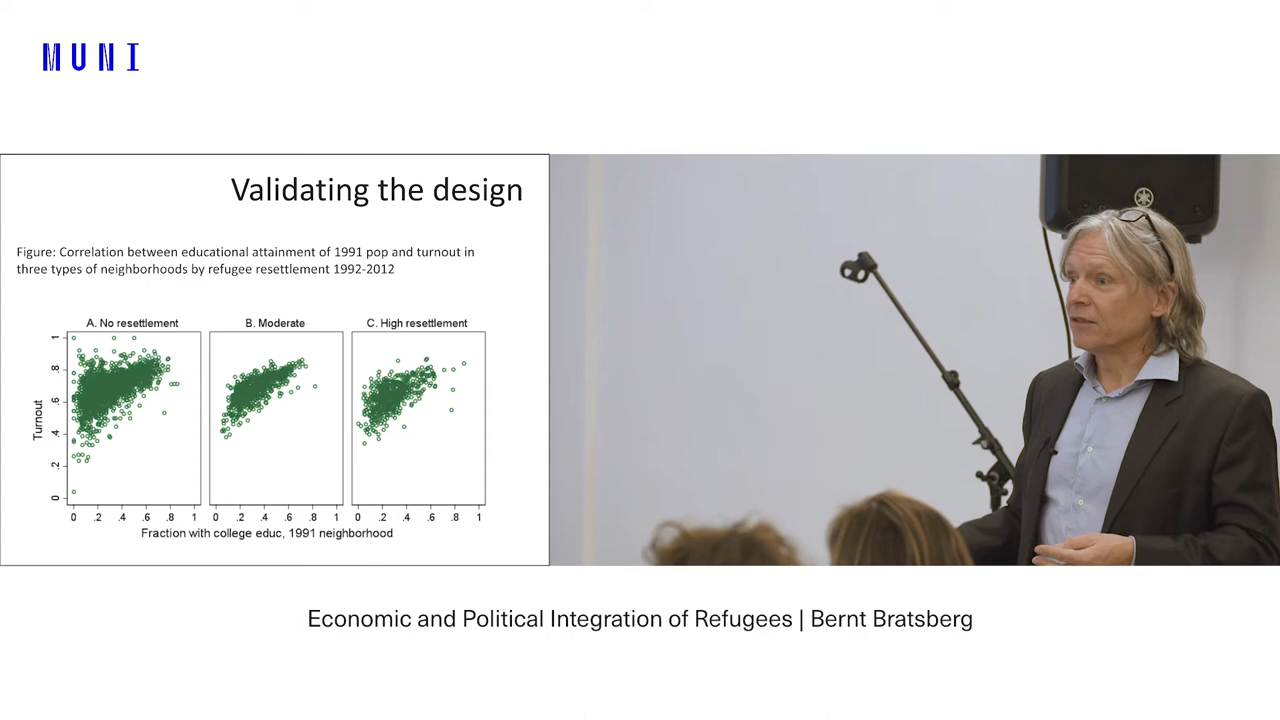 MUNI
Validating the design
Figure: Correlation between educational attainment of 1991 pop and turnout in
three types of neighborhoods by refugee resettlement 1992-2012
A. No resettlement
B. Moderate
C. High resettlement
Turnout
1
.8
.6
.4
.2
0
0 .2 .4 .6 .8 1
0 .2 .4 .6 .8 1
0 .2 .4 .6 .8 1
Fraction with college educ, 1991 neighborhood
Economic and Political Integration of Refugees | Bernt Bratsberg